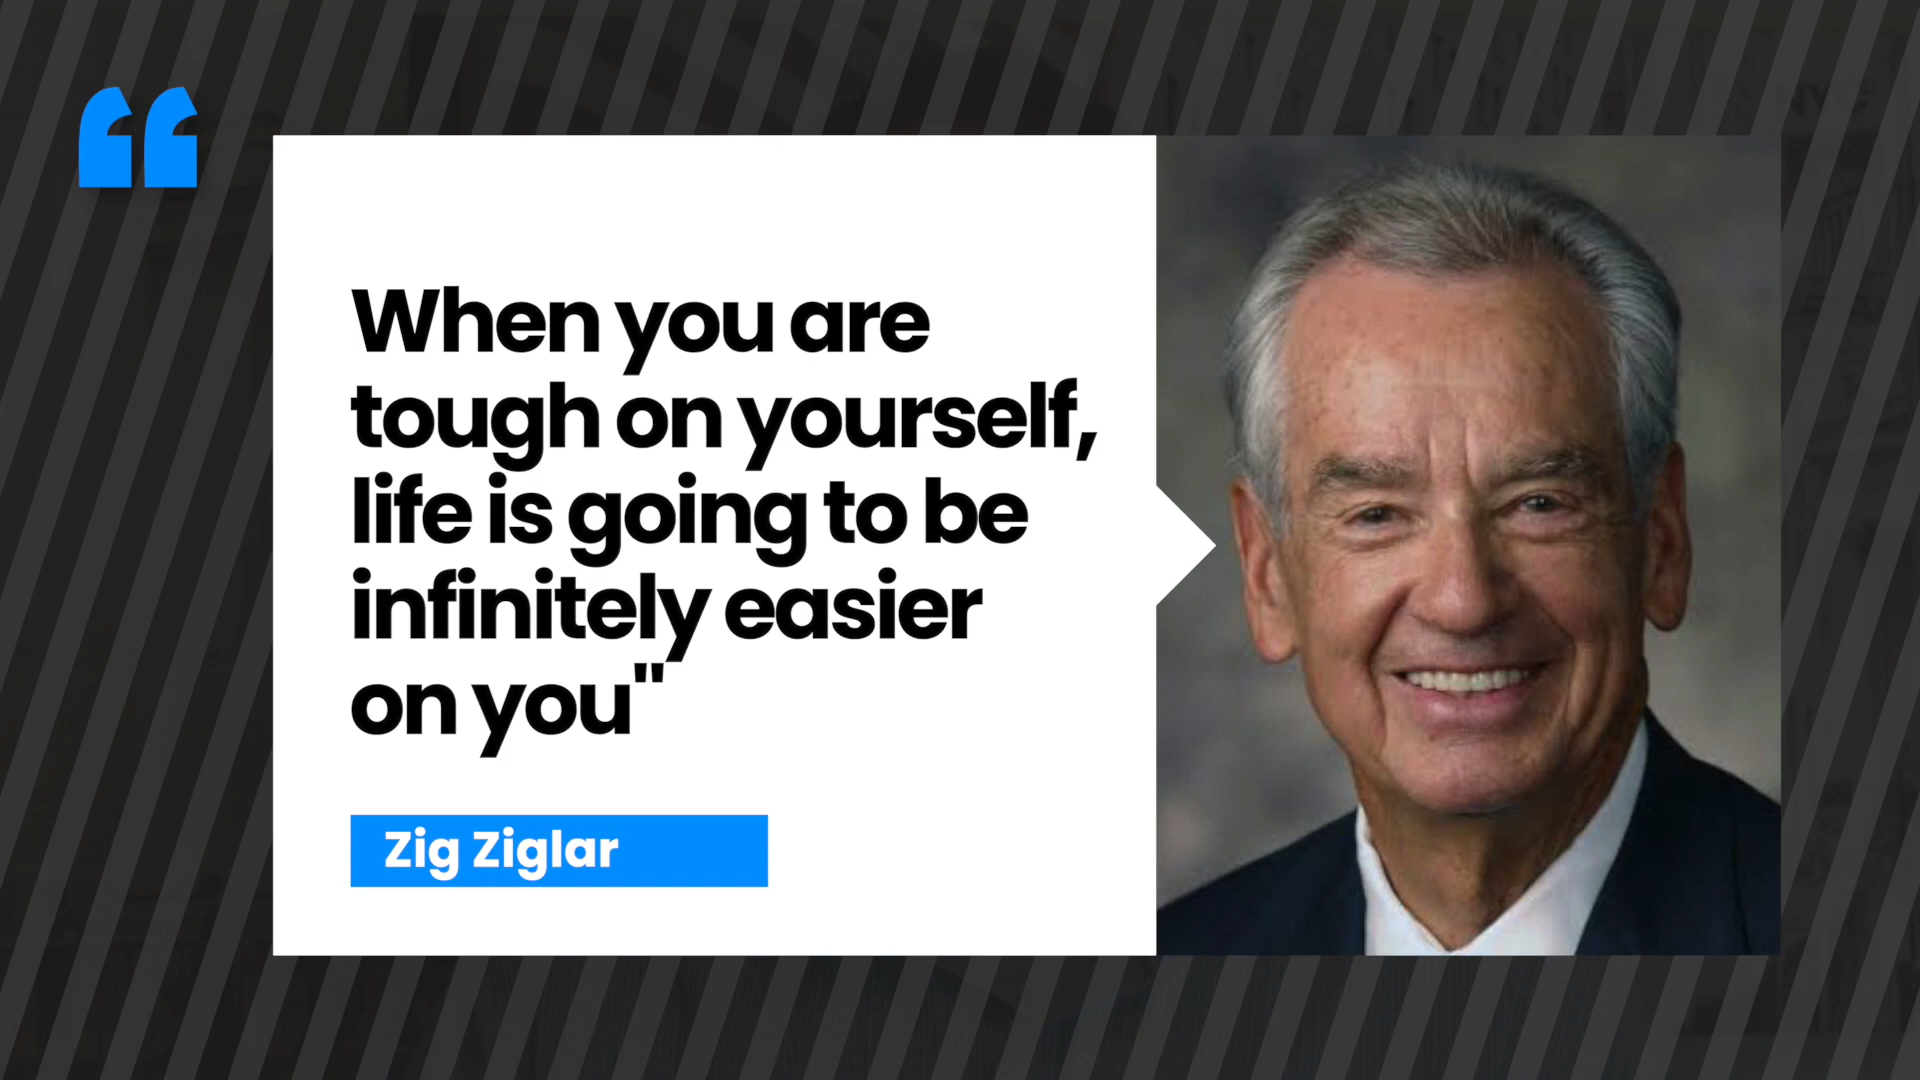 “
When you are
tough on yourself,
life is going to be
infinitely easier
on you"
Zig Ziglar